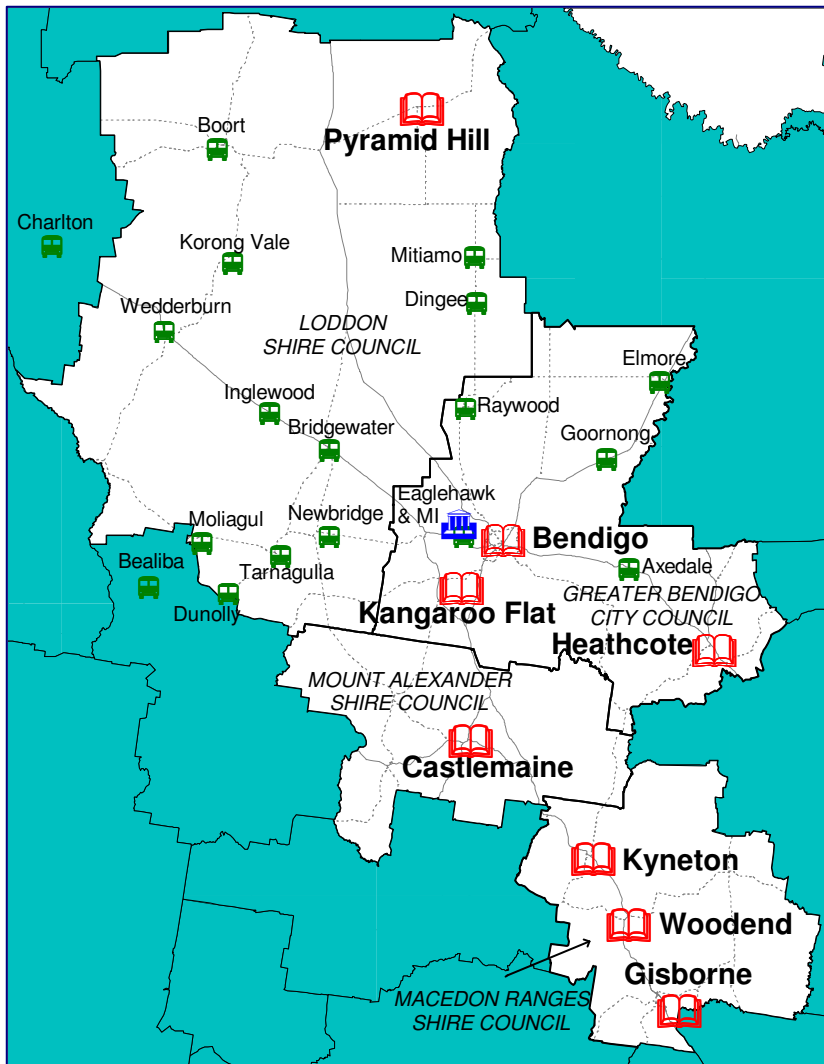 Boort
Pyramid Hill
Charlton
Korong Vale
Mitiamo
Dingee
Wedderburn
LODDON
SHIRE COUNCIL
Elmore
Inglewood
Raywood
Bridgewater
Goornong
Eaglehawk
& MI
Moliagul
Newbridge
Bendigo
Bealiba
Tarnagulla
Axedale
Dunolly
Kangaroo Flat
GREATER BENDIGO
CITY COUNCIL
Heathcote
MOUNT ALEXANDER
SHIRE COUNCIL
Castlemaine
Kyneton
Woodend
Gisborne
MACEDON RANGES
SHIRE COUNCIL